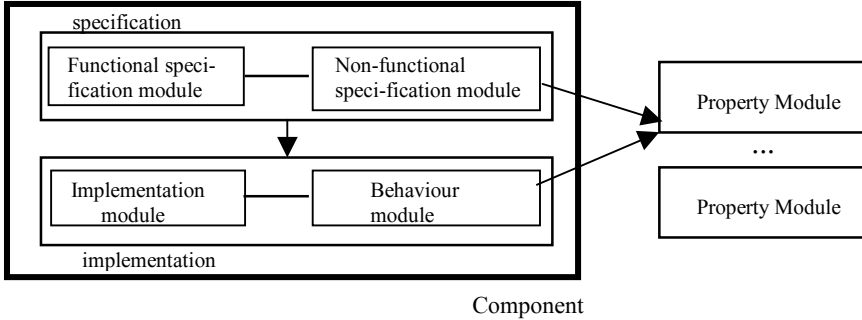 specification
Functional speci-
fication module
Non-functional
speci-fication module
Property Module
...
Implementation
module
Behaviour
module
Property Module
implementation
Component